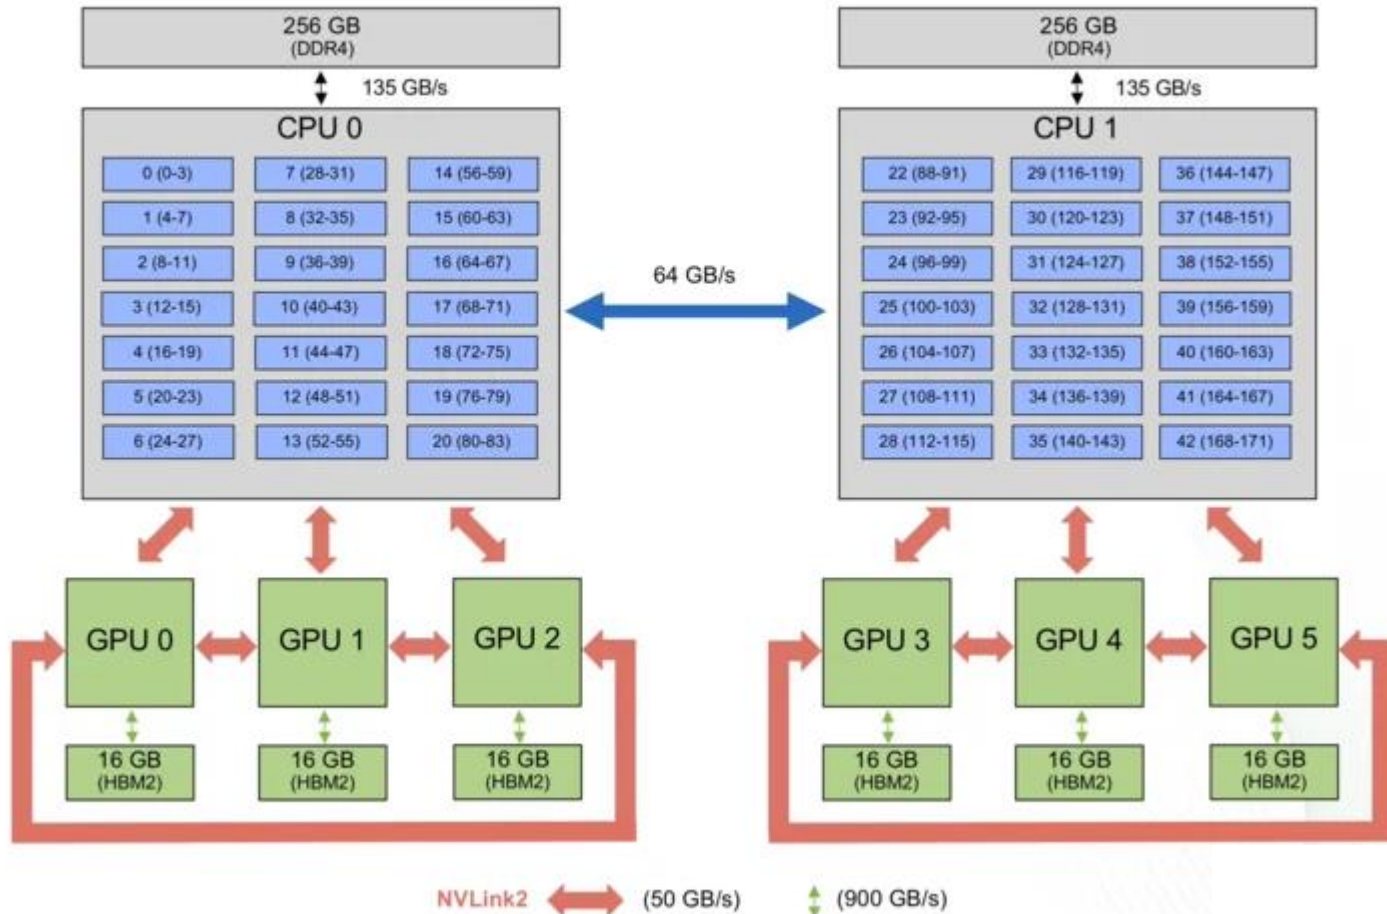 256 GB
(DDR4)
135 GB/s
CPU 0
0 (0-3)
7 (28-31)
14 (56-59)
1 (4-7)
8 (32-35)
15 (60-63)
2 (8-11)
9 (36-39)
16 (64-67)
3 (12-15)
10 (40-43)
17 (68-71)
4 (16-19)
11 (44-47)
18 (72-75)
5 (20-23)
12 (48-51)
19 (76-79)
6 (24-27)
13 (52-55)
20 (80-83)
64 GB/s
256 GB
(DDR4)
135 GB/s
CPU 1
22 (88-91)
29 (116-119)
36 (144-147)
23 (92-95)
30 (120-123)
37 (148-151)
24 (96-99)
31 (124-127)
38 (152-155)
25 (100-103)
32 (128-131)
39 (156-159)
26 (104-107)
33 (132-135)
40 (160-163)
27 (108-111)
34 (136-139)
41 (164-167)
28 (112-115)
35 (140-143)
42 (168-171)
GPU 0
GPU 1
GPU 2
16 GB
(HBM2)
16 GB
(HBM2)
16 GB
(HBM2)
GPU 3
GPU 4
GPU 5
16 GB
(HBM2)
16 GB
(HBM2)
16 GB
(HBM2)
NVLink2
(50 GB/s)
(900 GB/s)